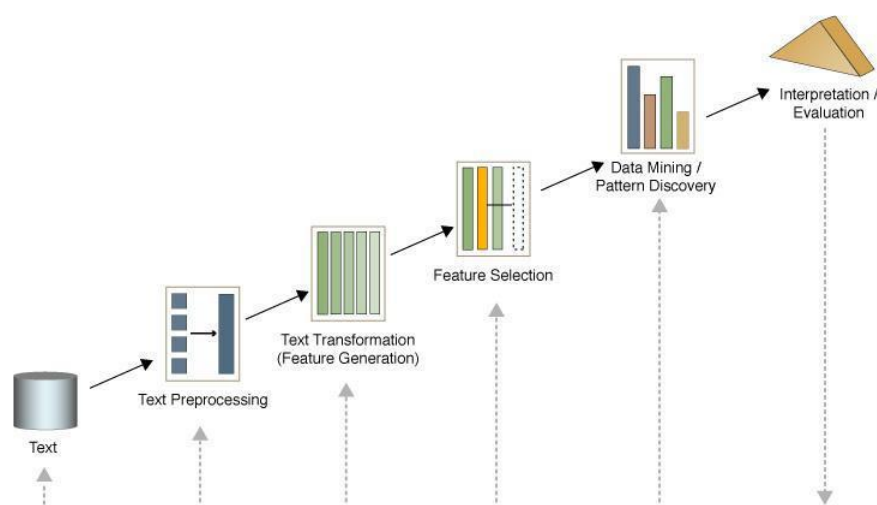 Text
Text Preprocessing
Text Transformation
(Feature Generation)
Feature Selection
Data Mining /
Pattern Discovery
Interpretation /
Evaluation